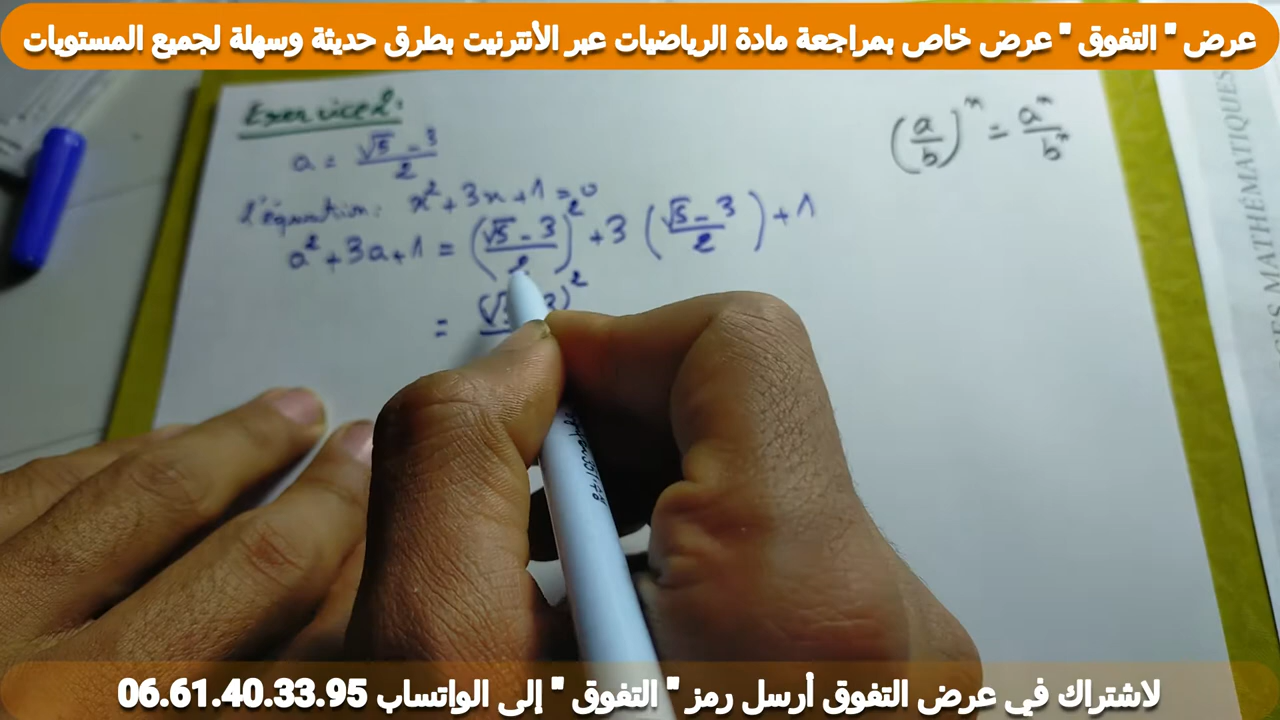 عرض " التفوق " عرض خاص بمراجعة مادة الرياضيات عبر الأنترنيت بطرق حديثة وسهلة لجميع المستويات
Exercice 2:
a = (√5 - 3)/2
(a/b)^n = a^n/b^n
l'équation: x² + 3x + 1 = 0
a² + 3a + 1 = ((√5 - 3)/2)² + 3((√5 - 3)/2) + 1
=
MATHÉMATIQUES
لاشتراك في عرض التفوق أرسل رمز " التفوق " إلى الواتساب 06.61.40.33.95